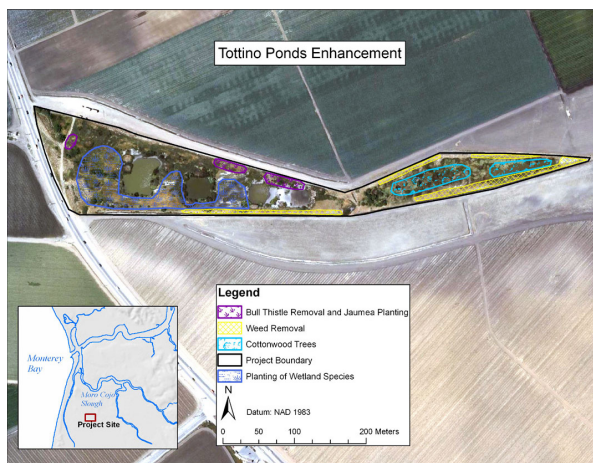 Tottino Ponds Enhancement
Legend
Bull Thistle Removal and Jaumea Planting
Weed Removal
Cottonwood Trees
Project Boundary
Planting of Wetland Species
N
Datum: NAD 1983
0 50 100 200 Meters
Monterey
Bay
Moro Cojo
Slough
Project Site